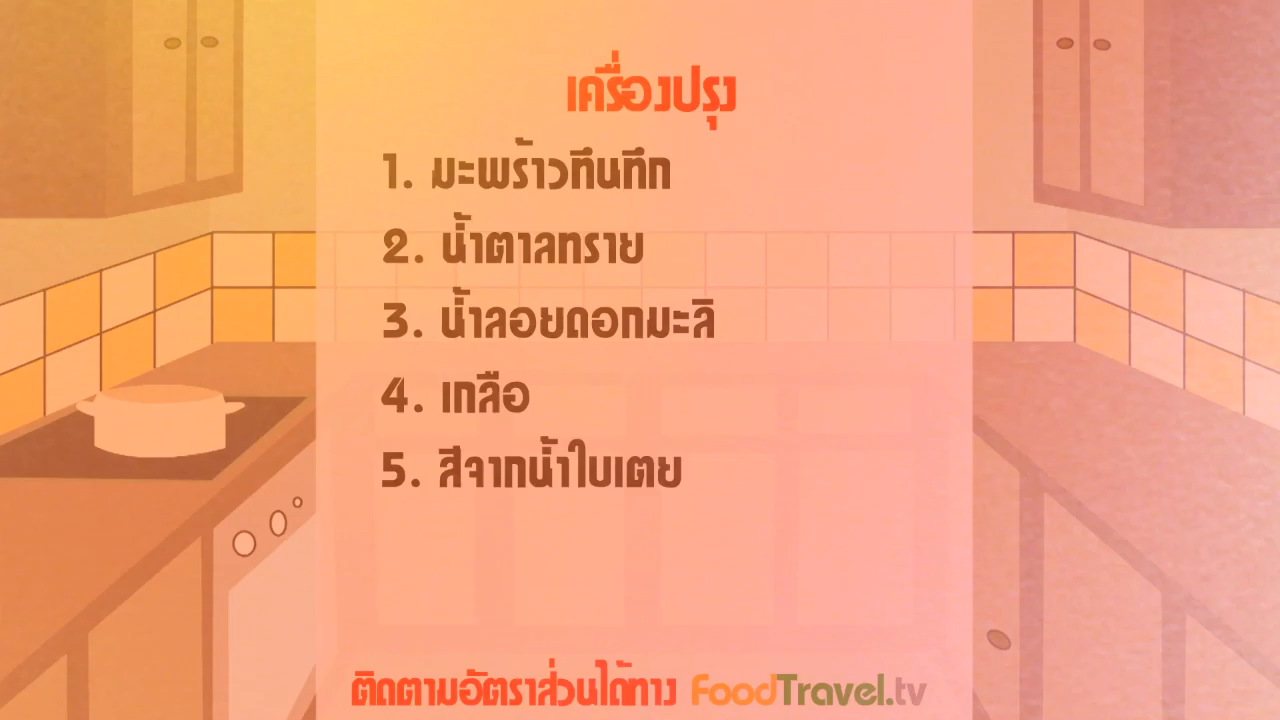 เครื่องปรุง
1. มะพร้าวทึนทึก
2. น้ำตาลทราย
3. น้ำลอยดอกมะลิ
4. เกลือ
5. สีจากน้ำใบเตย
ติดตามอัตราส่วนได้ทาง FoodTravel.tv